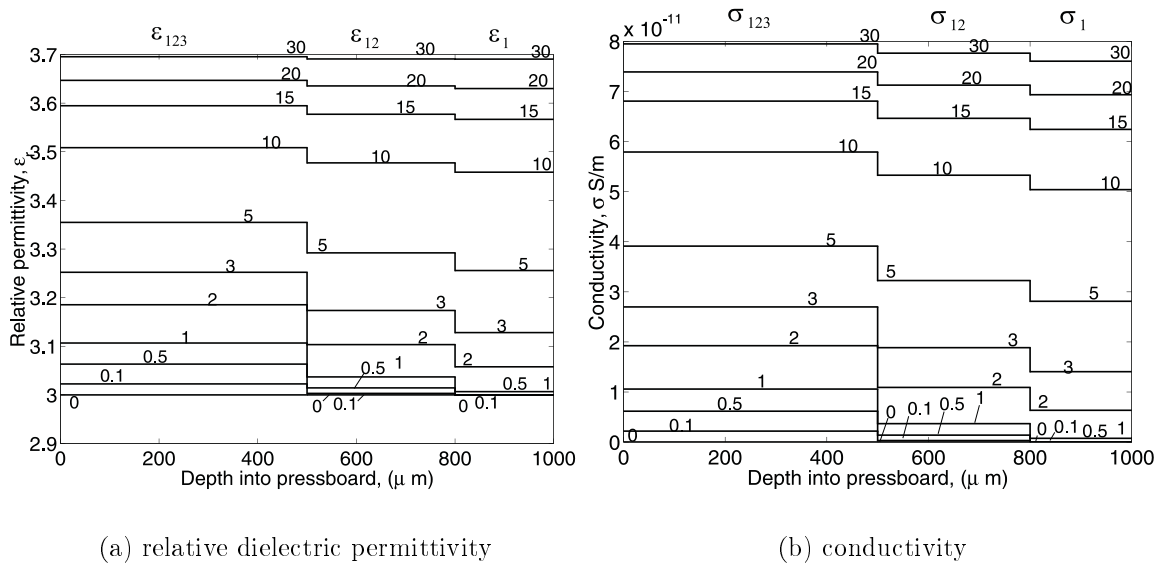 ε123 ε12 ε1
3.7
3.6
3.5
3.4
3.3
3.2
3.1
3
2.9
Relative permittivity, εr
30 30 30
20 20 20
15 15 15
10 10 10
5 5 5
3 3 3
2 2 2
1 1 1
0.5 0.5 0.5
0.1 0.1 0.1
0 0 0
0 200 400 600 800 1000
Depth into pressboard, (μ m)
(a) relative dielectric permittivity
σ123 σ12 σ1
x 10-11
8
7
6
5
4
3
2
1
0
Conductivity, σ S/m
30 30 30
20 20 20
15 15 15
10 10 10
5 5 5
3 3 3
2 2 2
1 1 1
0.5 0.5 0.5
0.1 0.1 0.1
0 0 0
0 200 400 600 800 1000
Depth into pressboard, (μ m)
(b) conductivity